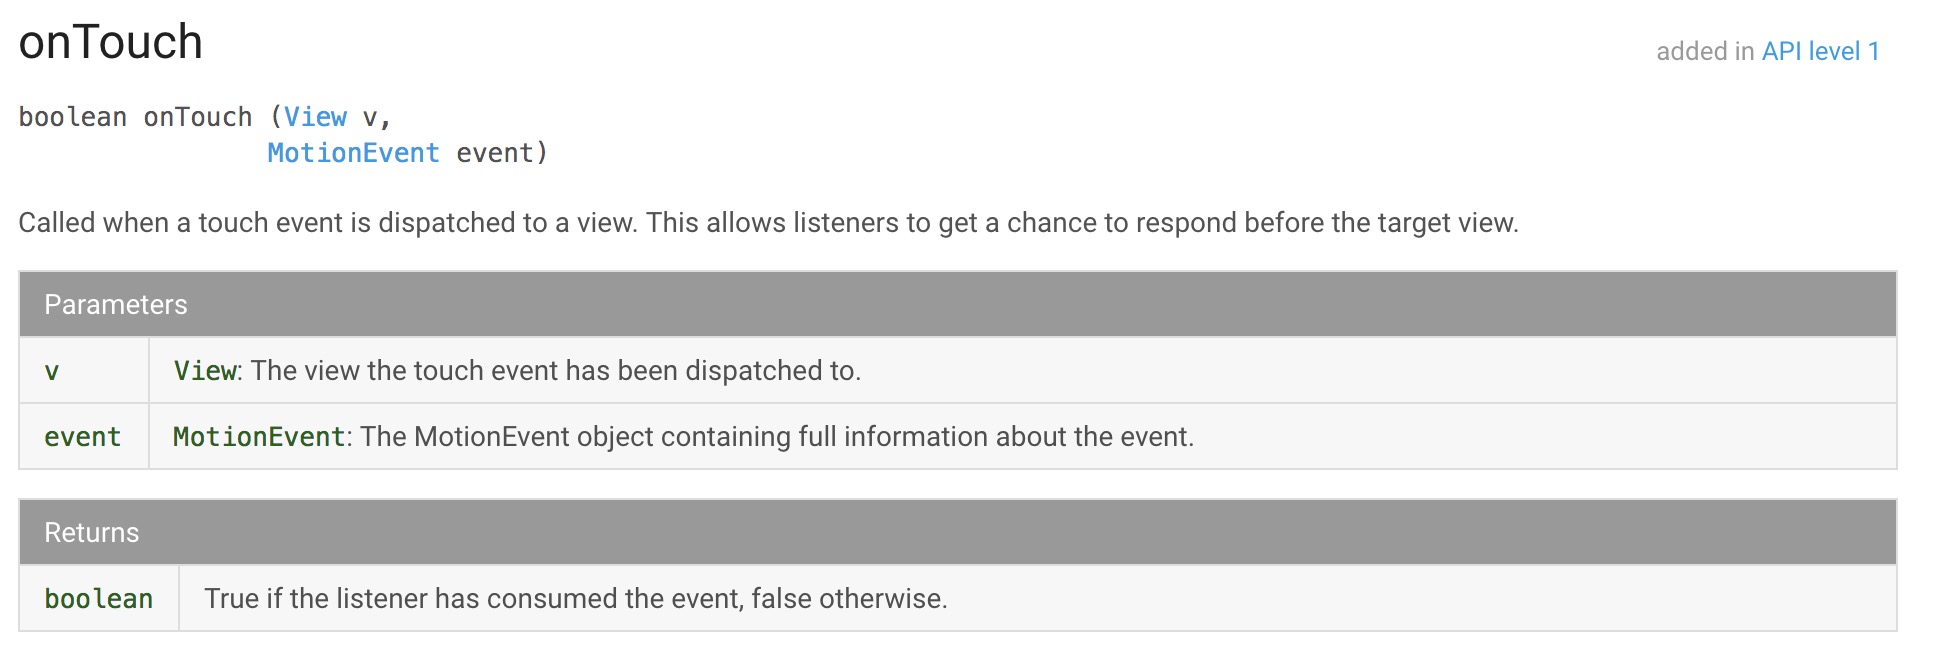 onTouch
added in API level 1
boolean onTouch (View v,
MotionEvent event)
Called when a touch event is dispatched to a view. This allows listeners to get a chance to respond before the target view.
Parameters
v View: The view the touch event has been dispatched to.
event MotionEvent: The MotionEvent object containing full information about the event.
Returns
boolean True if the listener has consumed the event, false otherwise.